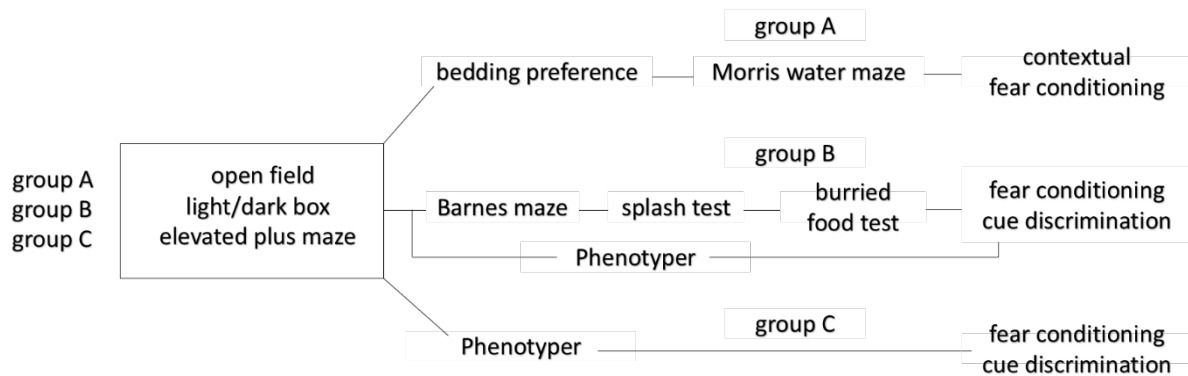 group A
group B
group C
open field
light/dark box
elevated plus maze
group A
bedding preference
Morris water maze
contextual
fear conditioning
group B
Barnes maze
splash test
burried
food test
fear conditioning
cue discrimination
Phenotyper
group C
Phenotyper
fear conditioning
cue discrimination